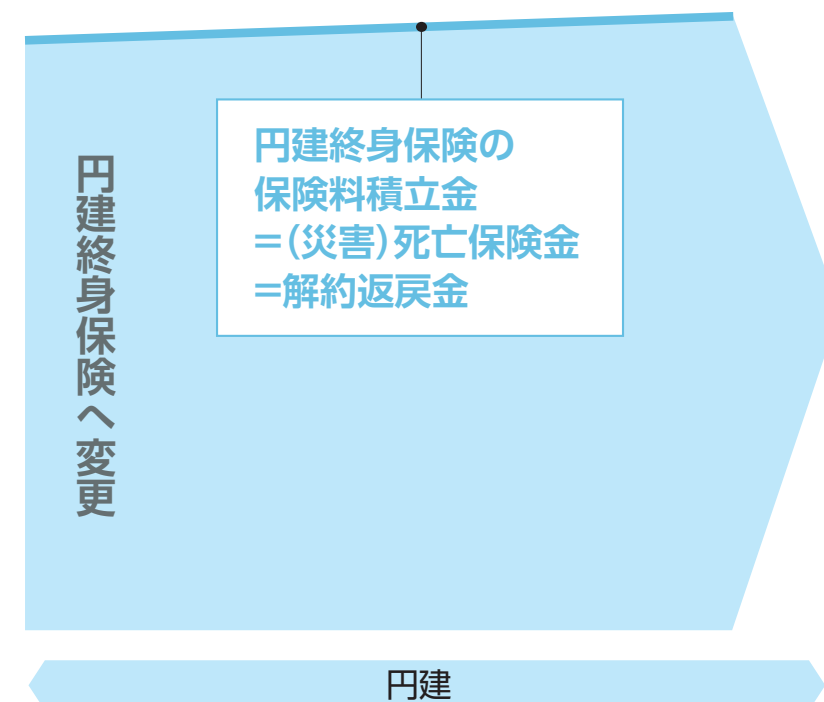 円建終身保険へ変更
円建終身保険の
保険料積立金
＝（災害）死亡保険金
＝解約返戻金
円建